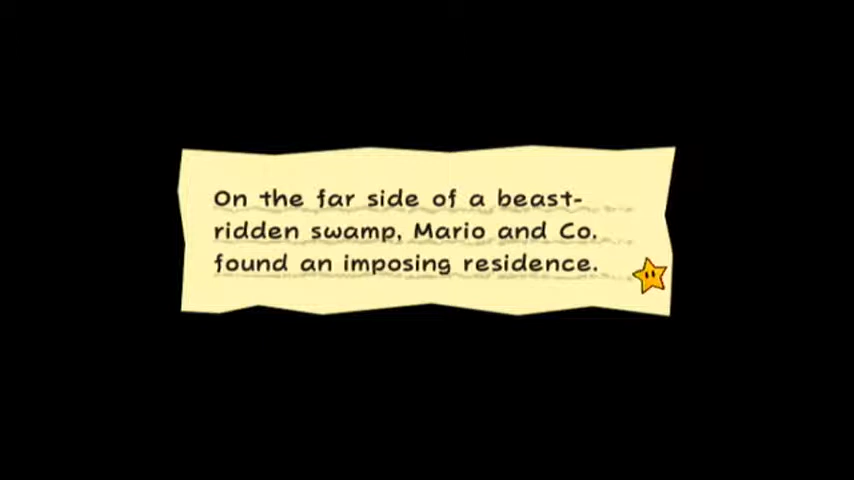 On the far side of a beast-
ridden swamp, Mario and Co.
found an imposing residence.